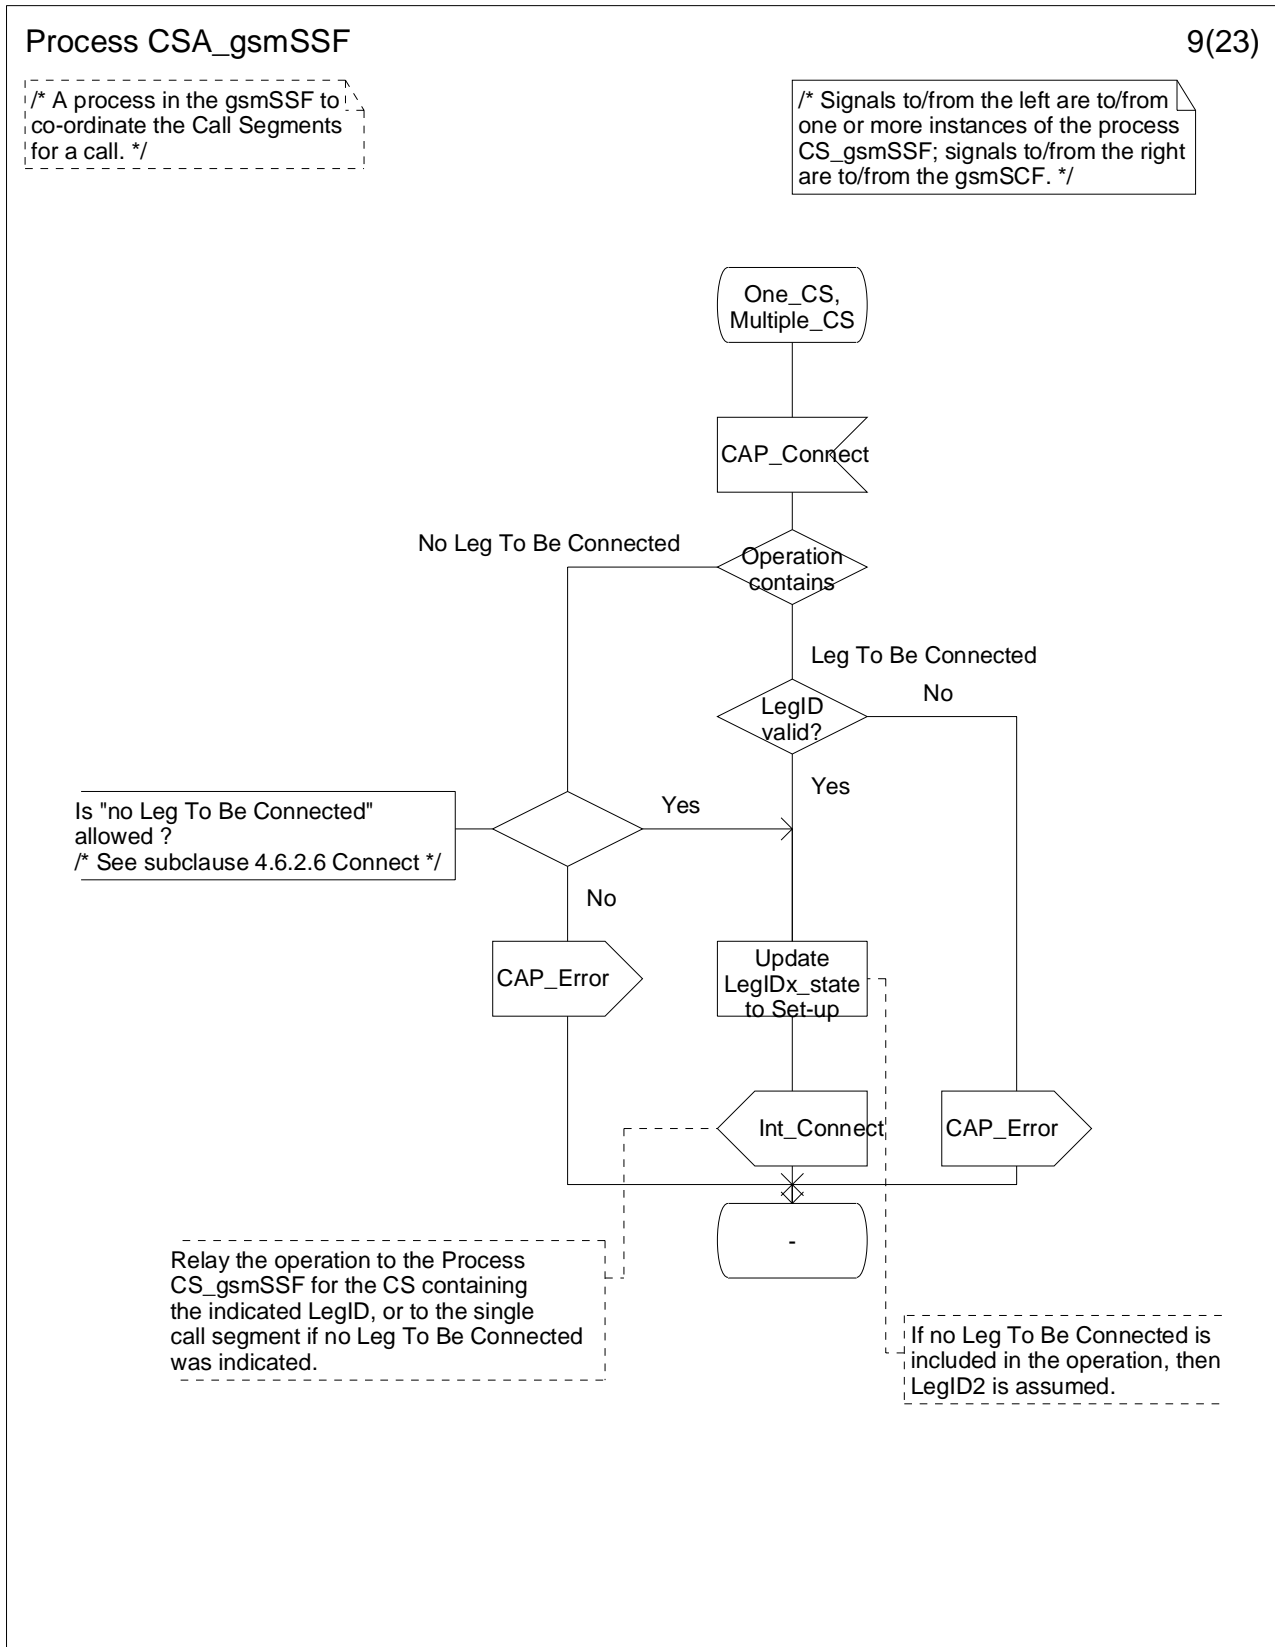 Process CSA_gsmSSF
9(23)
/* A process in the gsmSSF to
co-ordinate the Call Segments
for a call. */
/* Signals to/from the left are to/from
one or more instances of the process
CS_gsmSSF; signals to/from the right
are to/from the gsmSCF. */
One_CS,
Multiple_CS
CAP_Connect
No Leg To Be Connected
Operation
contains
Leg To Be Connected
No
LegID
valid?
Yes
Is "no Leg To Be Connected"
allowed ?
/* See subclause 4.6.2.6 Connect */
Yes
No
CAP_Error
Update
LegIDx_state
to Set-up
Int_Connect
CAP_Error
-
Relay the operation to the Process
CS_gsmSSF for the CS containing
the indicated LegID, or to the single
call segment if no Leg To Be Connected
was indicated.
If no Leg To Be Connected is
included in the operation, then
LegID2 is assumed.